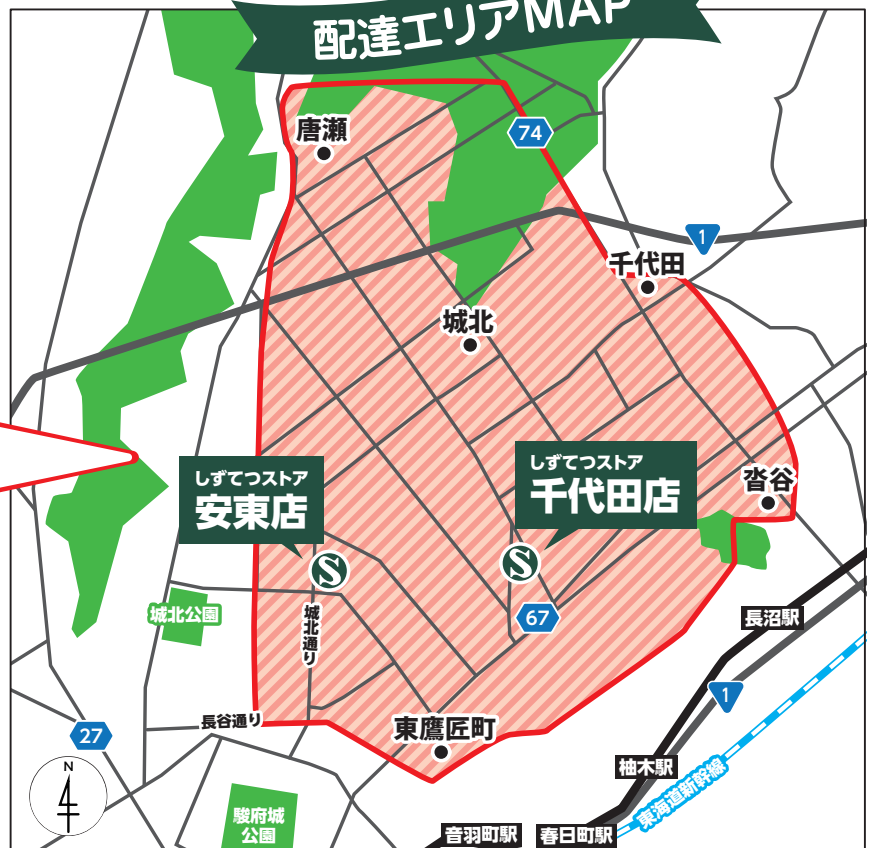 配達エリアMAP
唐瀬
74
1
千代田
城北
しずてつストア
安東店
しずてつストア
千代田店
沓谷
S
S
城北公園
城北通り
67
長沼駅
1
長谷通り
27
東鷹匠町
柚木駅
東海道新幹線
N
駿府城
公園
音羽町駅
春日町駅